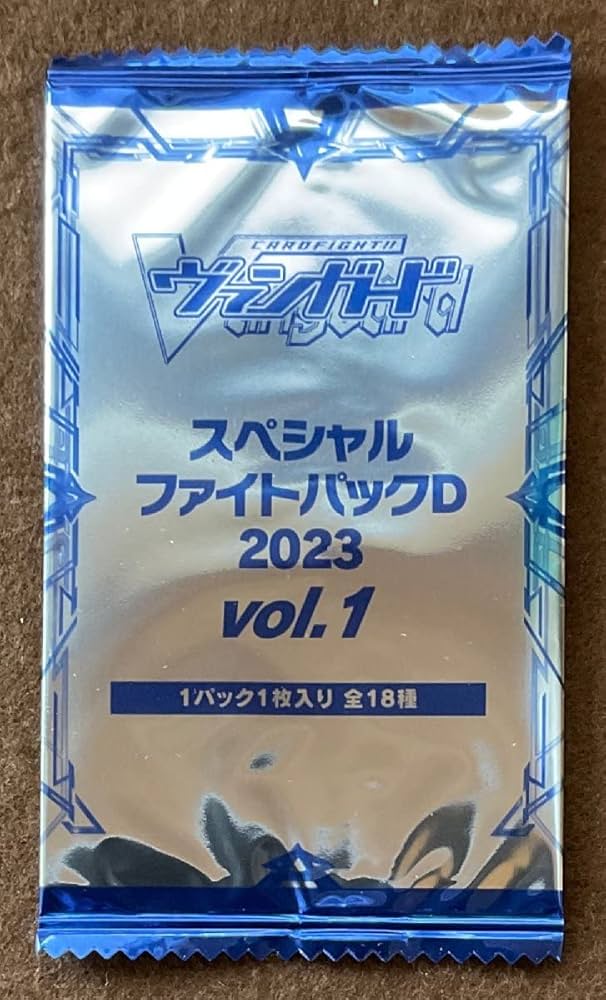 CARDFIGHT!!
ヴァンガード
Vanguard
スペシャル
ファイトパックD
2023
vol.1
1パック1枚入り 全18種